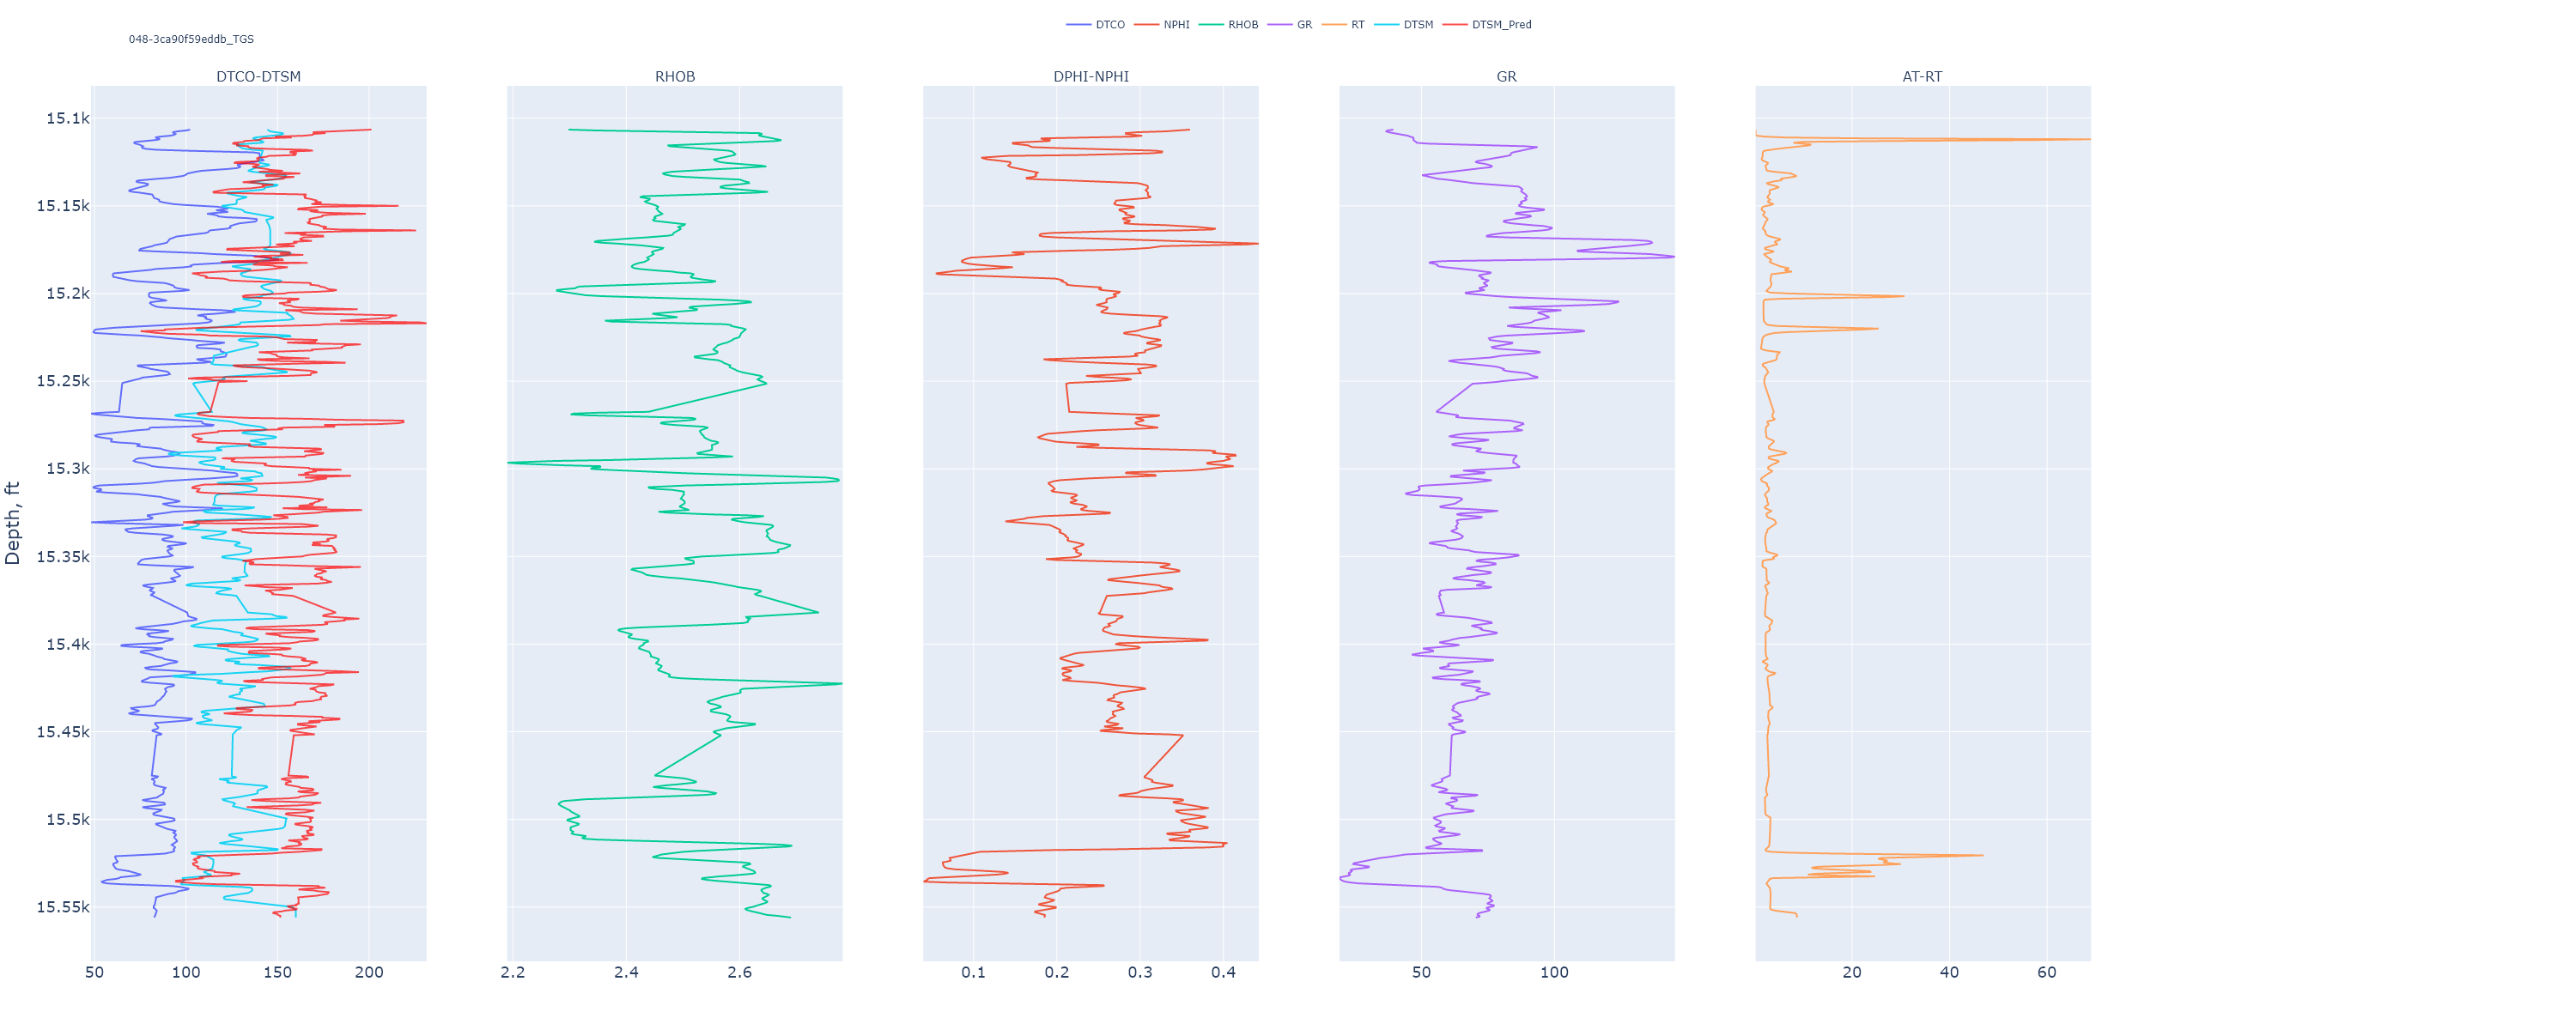 DTCO NPHI RHOB GR RT DTSM DTSM_Pred
048-3ca90f59eddb_TGS
DTCO-DTSM RHOB DPHI-NPHI GR AT-RT
15.1k
15.15k
15.2k
15.25k
15.3k
15.35k
15.4k
15.45k
15.5k
15.55k
Depth, ft
50 100 150 200 2.2 2.4 2.6 0.1 0.2 0.3 0.4 50 100 20 40 60